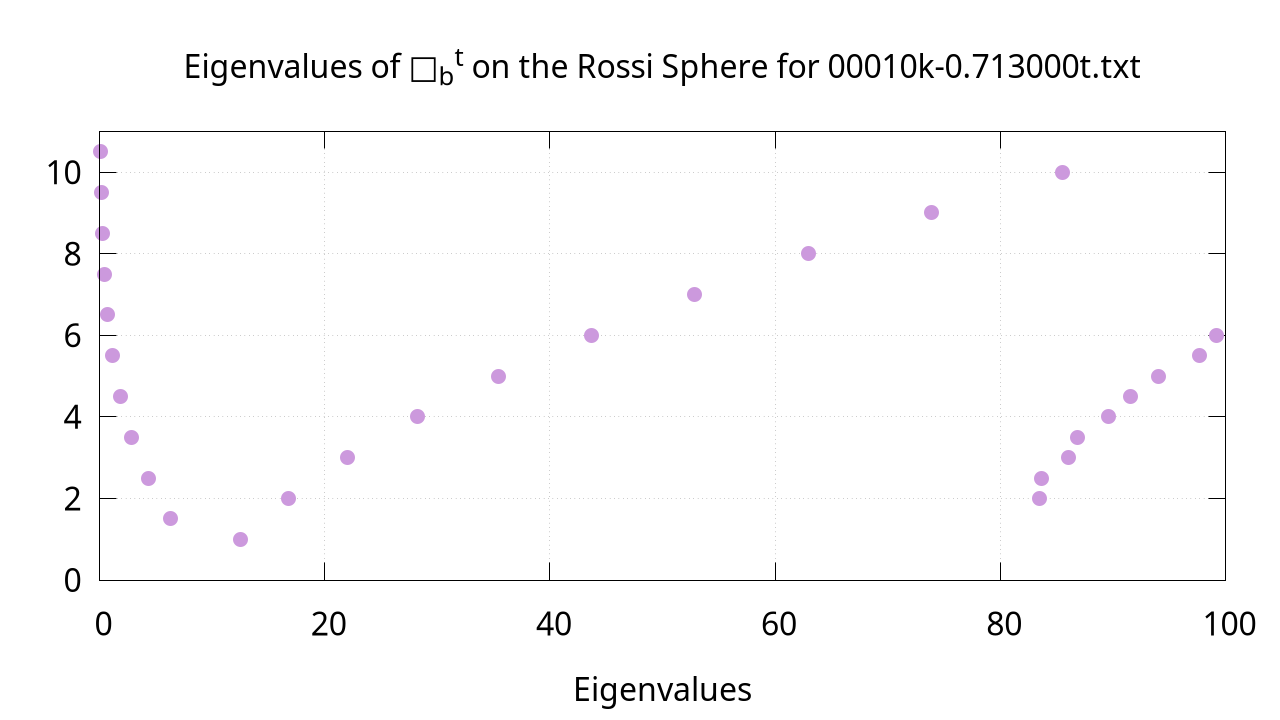 Eigenvalues of □b^t on the Rossi Sphere for 00010k-0.713000t.txt
10
8
6
4
2
0
0 20 40 60 80 100
Eigenvalues